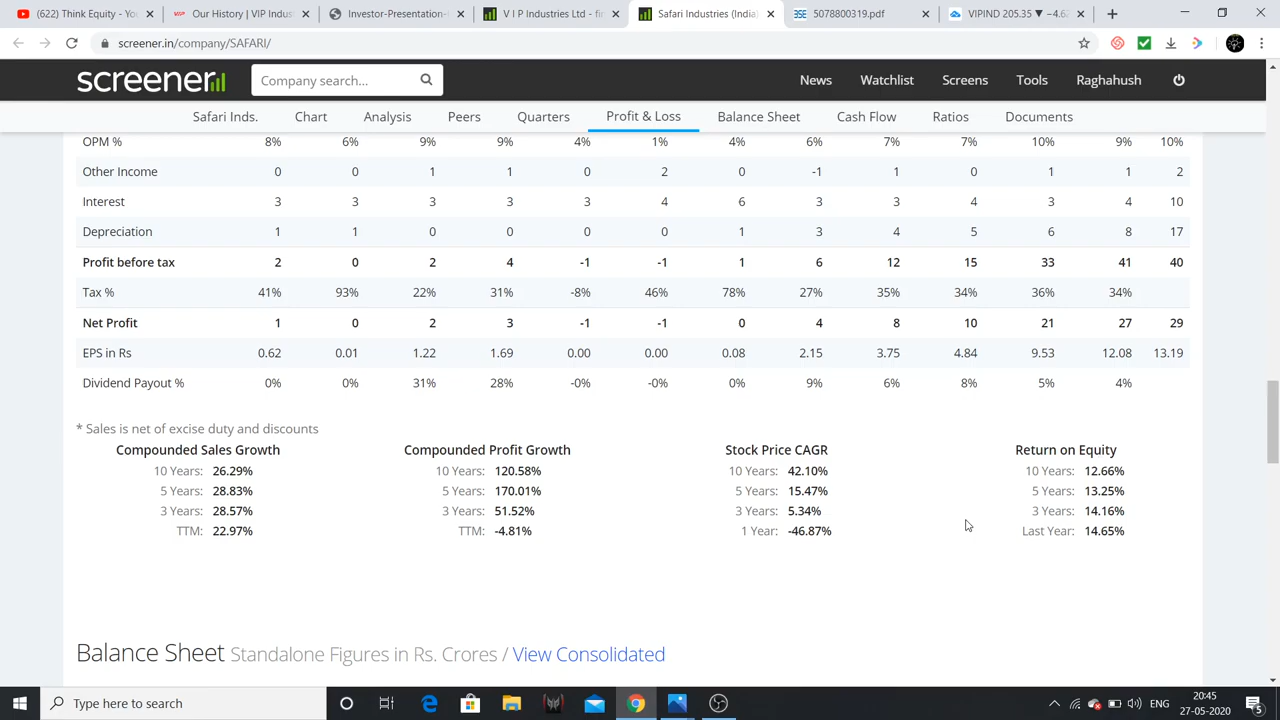 (622) Think Equity - You
Our History | VIP Indust
Investor-Presentation-
V I P Industries Ltd - fin
Safari Industries (India)
5078800319.pdf
VIPIND 205.35 ▼ −4.6
screener.in/company/SAFARI/
screener
Company search...
News Watchlist Screens Tools Raghahush
Safari Inds. Chart Analysis Peers Quarters Profit & Loss Balance Sheet Cash Flow Ratios Documents
OPM % 8% 6% 9% 9% 4% 1% 4% 6% 7% 7% 10% 9% 10%
Other Income 0 0 1 1 0 2 0 -1 1 0 1 1 2
Interest 3 3 3 3 3 4 6 3 3 4 3 4 10
Depreciation 1 1 0 0 0 0 1 3 4 5 6 8 17
Profit before tax 2 0 2 4 -1 -1 1 6 12 15 33 41 40
Tax % 41% 93% 22% 31% -8% 46% 78% 27% 35% 34% 36% 34%
Net Profit 1 0 2 3 -1 -1 0 4 8 10 21 27 29
EPS in Rs 0.62 0.01 1.22 1.69 0.00 0.00 0.08 2.15 3.75 4.84 9.53 12.08 13.19
Dividend Payout % 0% 0% 31% 28% -0% -0% 0% 9% 6% 8% 5% 4%
* Sales is net of excise duty and discounts
Compounded Sales Growth
10 Years: 26.29%
5 Years: 28.83%
3 Years: 28.57%
TTM: 22.97%
Compounded Profit Growth
10 Years: 120.58%
5 Years: 170.01%
3 Years: 51.52%
TTM: -4.81%
Stock Price CAGR
10 Years: 42.10%
5 Years: 15.47%
3 Years: 5.34%
1 Year: -46.87%
Return on Equity
10 Years: 12.66%
5 Years: 13.25%
3 Years: 14.16%
Last Year: 14.65%
Balance Sheet Standalone Figures in Rs. Crores / View Consolidated
Type here to search
ENG
20:45
27-05-2020
5